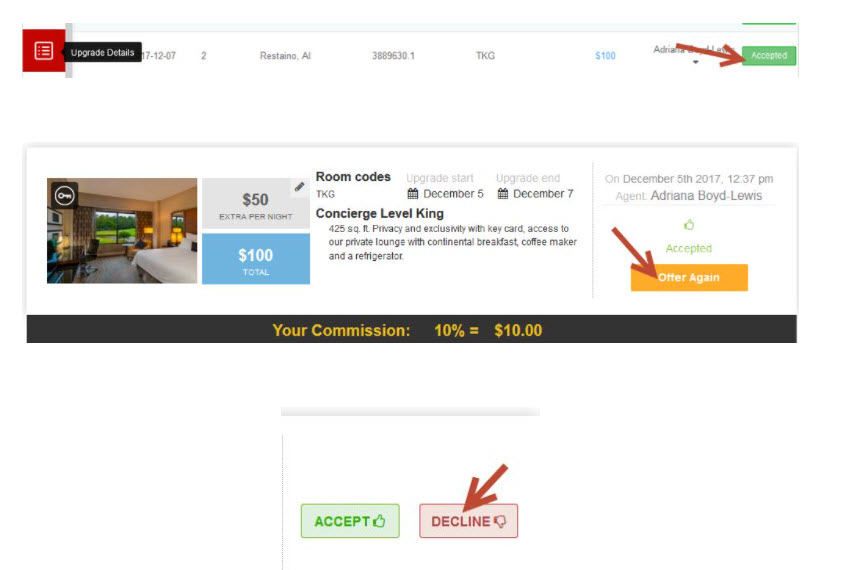 Upgrade Details 17-12-07 2 Restaino, Al 3889630.1 TKG $100 Adriana Boyd-Lewis Accepted
Room codes Upgrade start Upgrade end
TKG December 5 December 7
$50
EXTRA PER NIGHT
$100
TOTAL
Concierge Level King
425 sq. ft. Privacy and exclusivity with key card, access to
our private lounge with continental breakfast, coffee maker
and a refrigerator.
On December 5th 2017, 12:37 pm
Agent: Adriana Boyd-Lewis
Accepted
Offer Again
Your Commission: 10% = $10.00
ACCEPT DECLINE